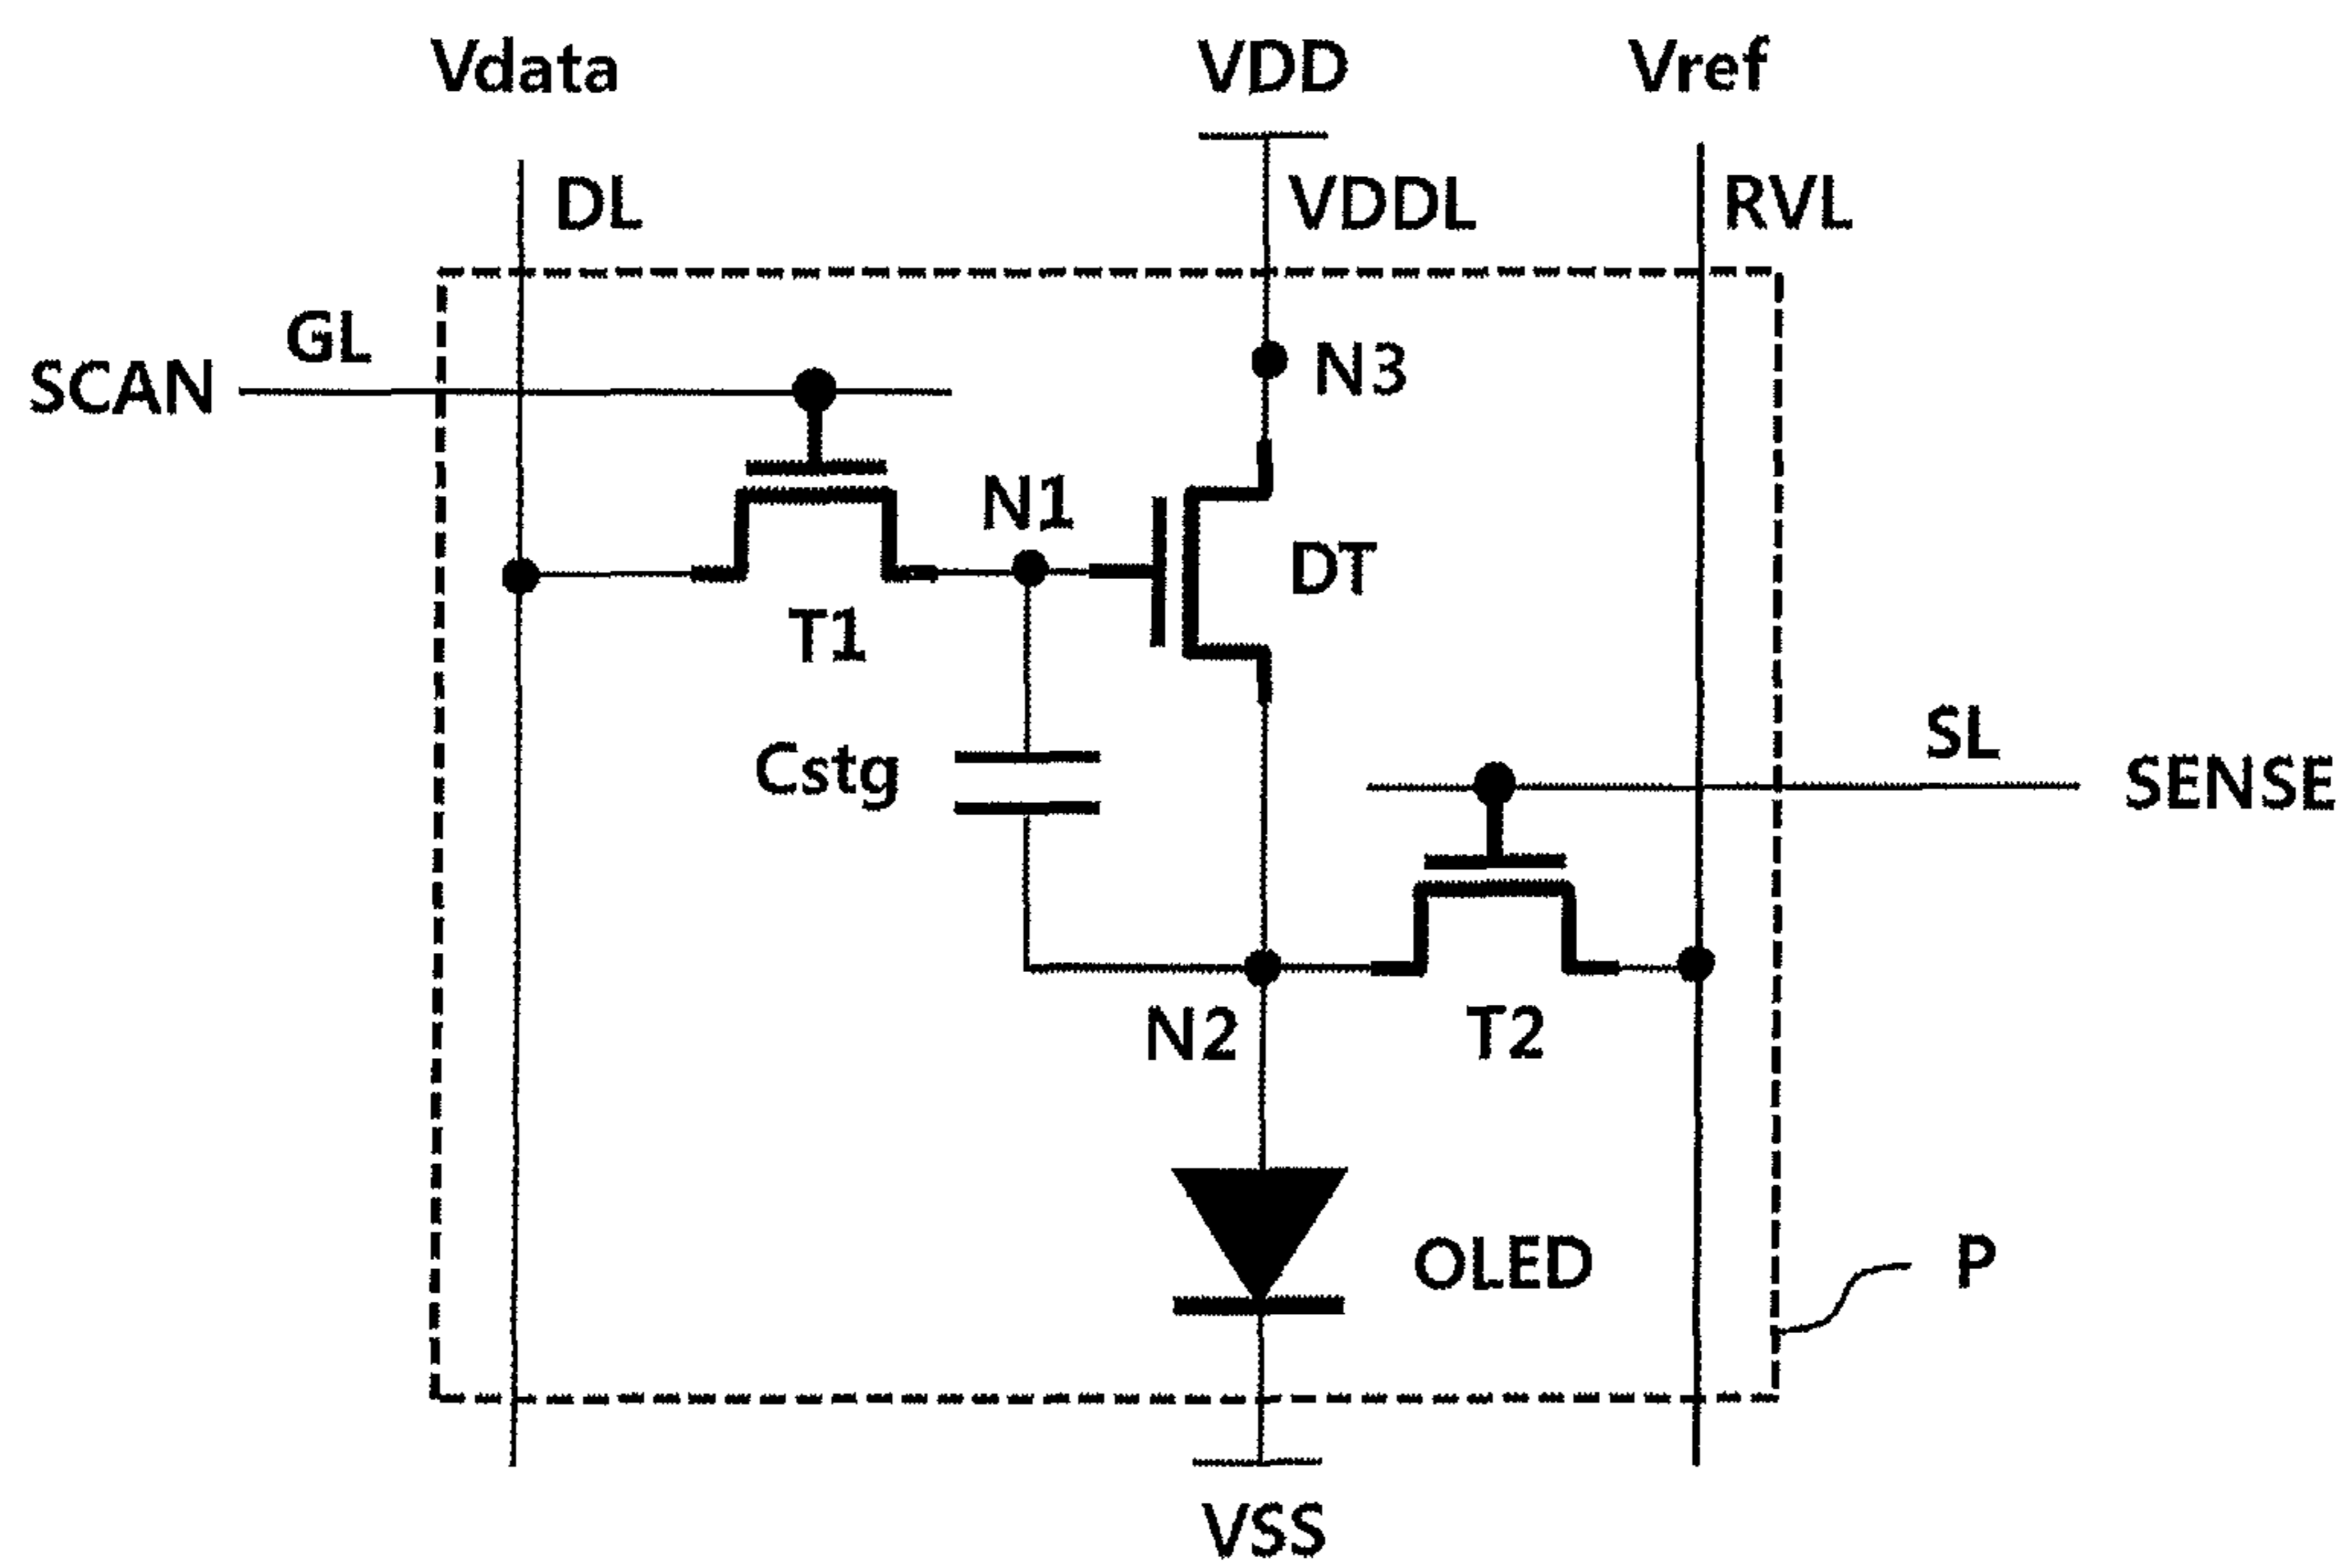 Vdata
VDD
Vref
DL
VDDL
RVL
GL
SCAN
N3
N1
DT
T1
Cstg
SL
SENSE
N2
T2
OLED
P
VSS